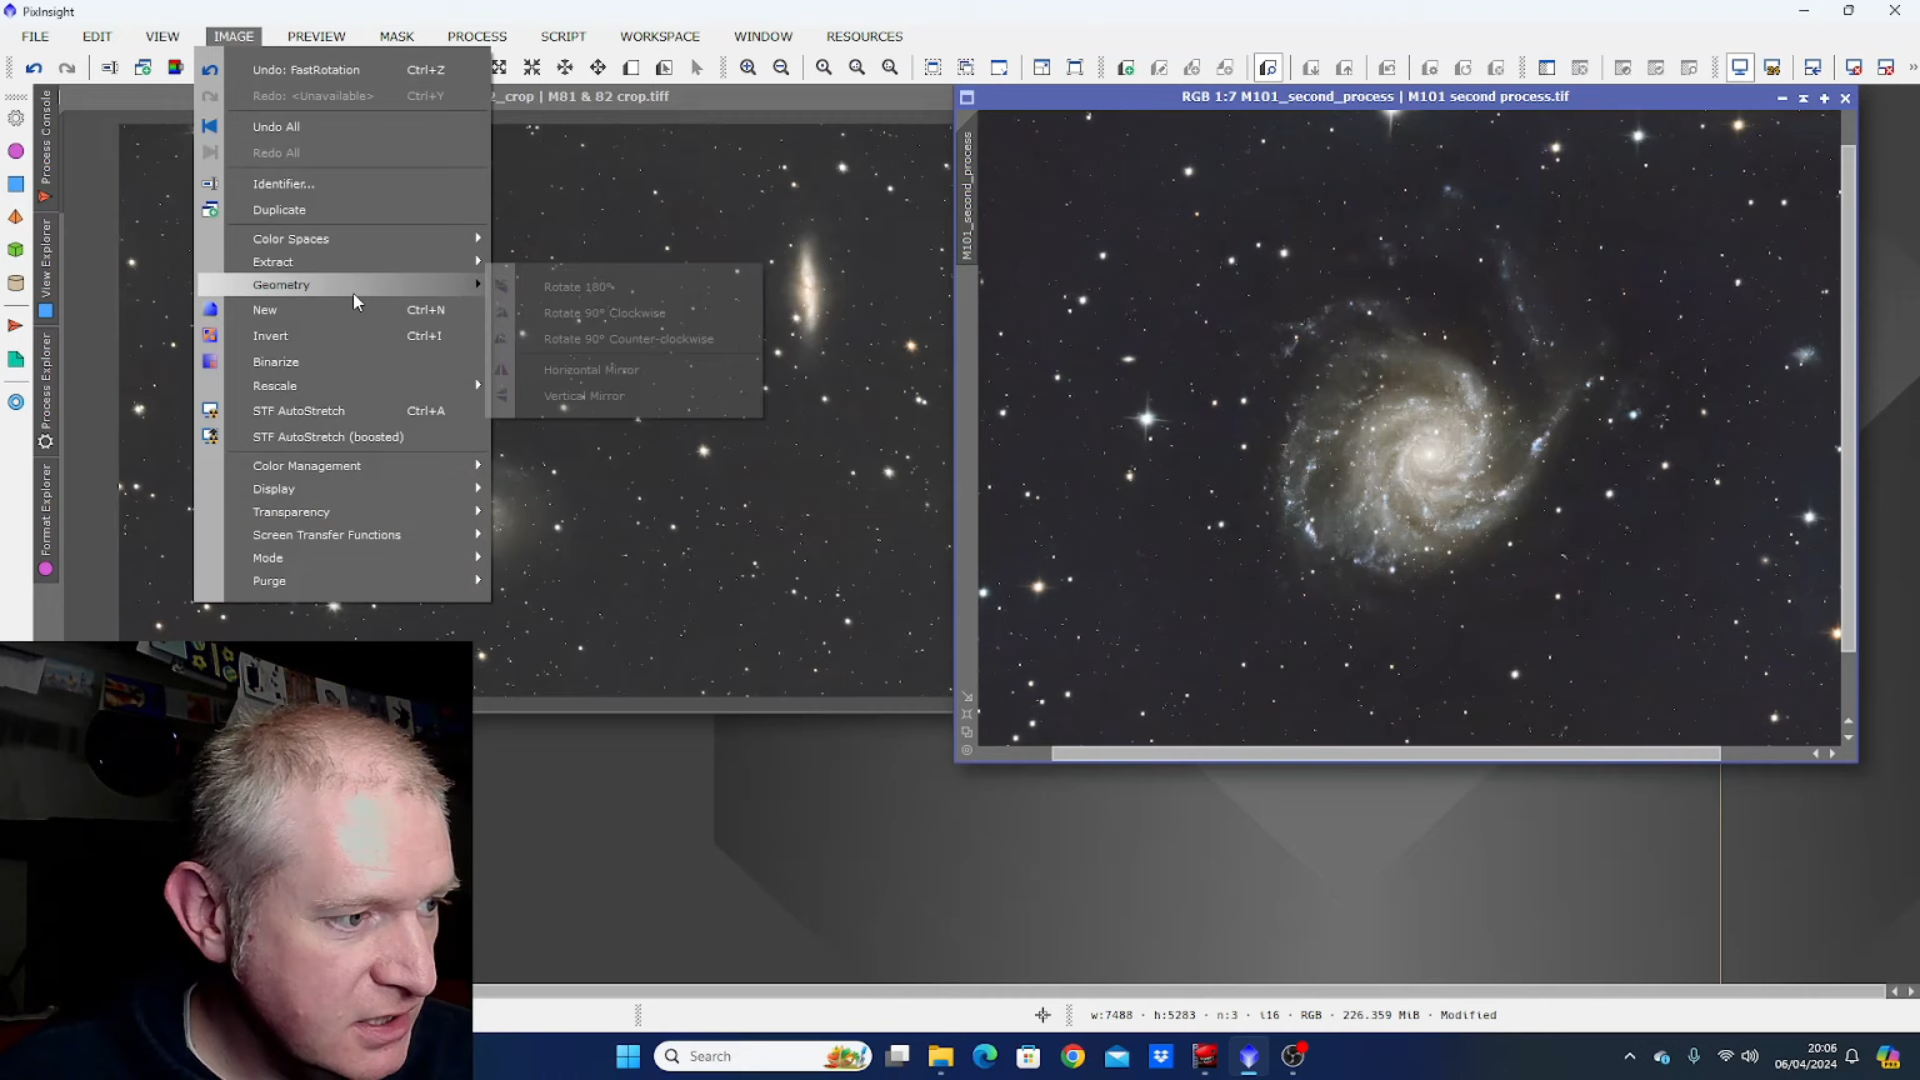 PixInsight
FILE EDIT VIEW IMAGE PREVIEW MASK PROCESS SCRIPT WORKSPACE WINDOW RESOURCES
2_crop | M81 & 82 crop.tiff
RGB 1:7 M101_second_process | M101 second process.tif
M101_second_process
Process Console
View Explorer
Process Explorer
Format Explorer
Undo: FastRotation Ctrl+Z
Redo: <Unavailable> Ctrl+Y
Undo All
Redo All
Identifier...
Duplicate
Color Spaces
Extract
Geometry
New Ctrl+N
Invert Ctrl+I
Binarize
Rescale
STF AutoStretch Ctrl+A
STF AutoStretch (boosted)
Color Management
Display
Transparency
Screen Transfer Functions
Mode
Purge
Rotate 180°
Rotate 90° Clockwise
Rotate 90° Counter-clockwise
Horizontal Mirror
Vertical Mirror
w:7488 · h:5283 · n:3 · i16 · RGB · 226.359 MiB · Modified
Search
20:06
06/04/2024